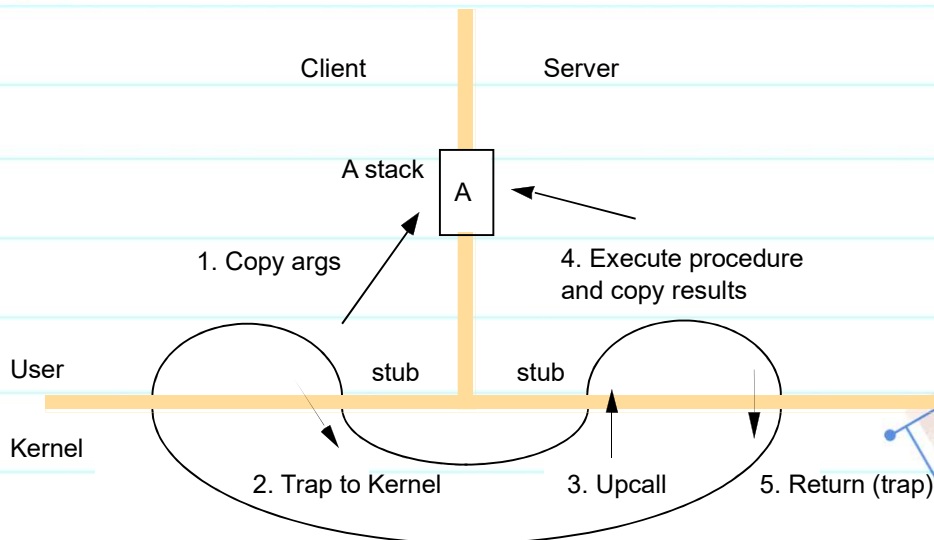 Client
Server
A stack
A
1. Copy args
4. Execute procedure
and copy results
User
stub
stub
Kernel
2. Trap to Kernel
3. Upcall
5. Return (trap)